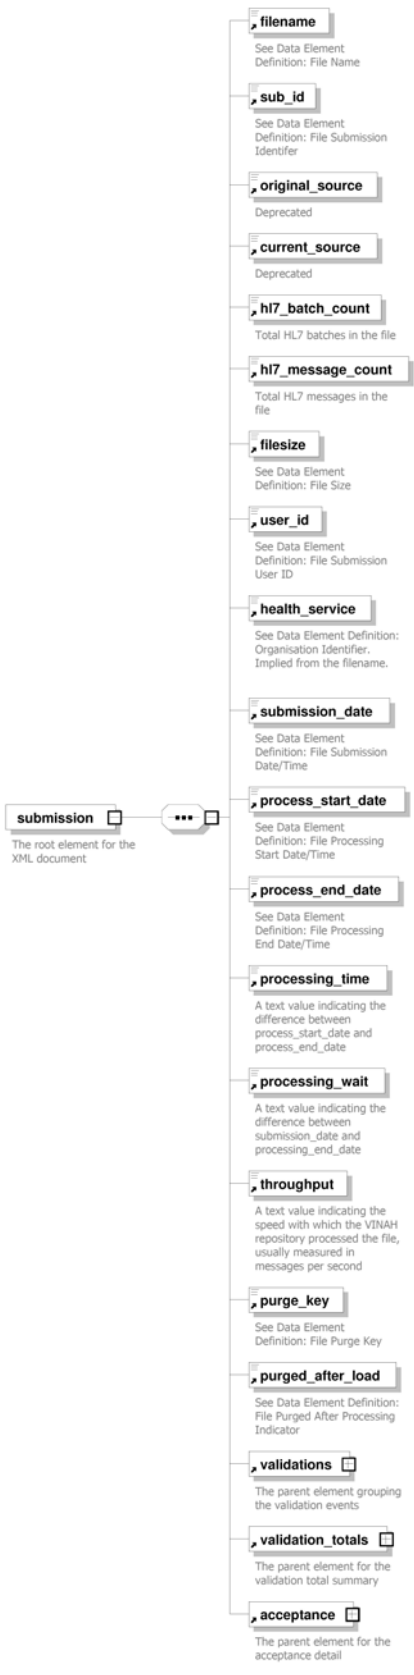 filename
See Data Element
Definition: File Name
sub_id
See Data Element
Definition: File Submission
Identifer
original_source
Deprecated
current_source
Deprecated
hl7_batch_count
Total HL7 batches in the file
hl7_message_count
Total HL7 messages in the
file
filesize
See Data Element
Definition: File Size
user_id
See Data Element
Definition: File Submission
User ID
health_service
See Data Element Definition:
Organisation Identifier.
Implied from the filename.
submission_date
See Data Element
Definition: File Submission
Date/Time
submission
The root element for the
XML document
process_start_date
See Data Element
Definition: File Processing
Start Date/Time
process_end_date
See Data Element
Definition: File Processing
End Date/Time
processing_time
A text value indicating the
difference between
process_start_date and
process_end_date
processing_wait
A text value indicating the
difference between
submission_date and
processing_end_date
throughput
A text value indicating the
speed with which the VINAH
repository processed the file,
usually measured in
messages per second
purge_key
See Data Element
Definition: File Purge Key
purged_after_load
See Data Element Definition:
File Purged After Processing
Indicator
validations
The parent element grouping
the validation events
validation_totals
The parent element for the
validation total summary
acceptance
The parent element for the
acceptance detail